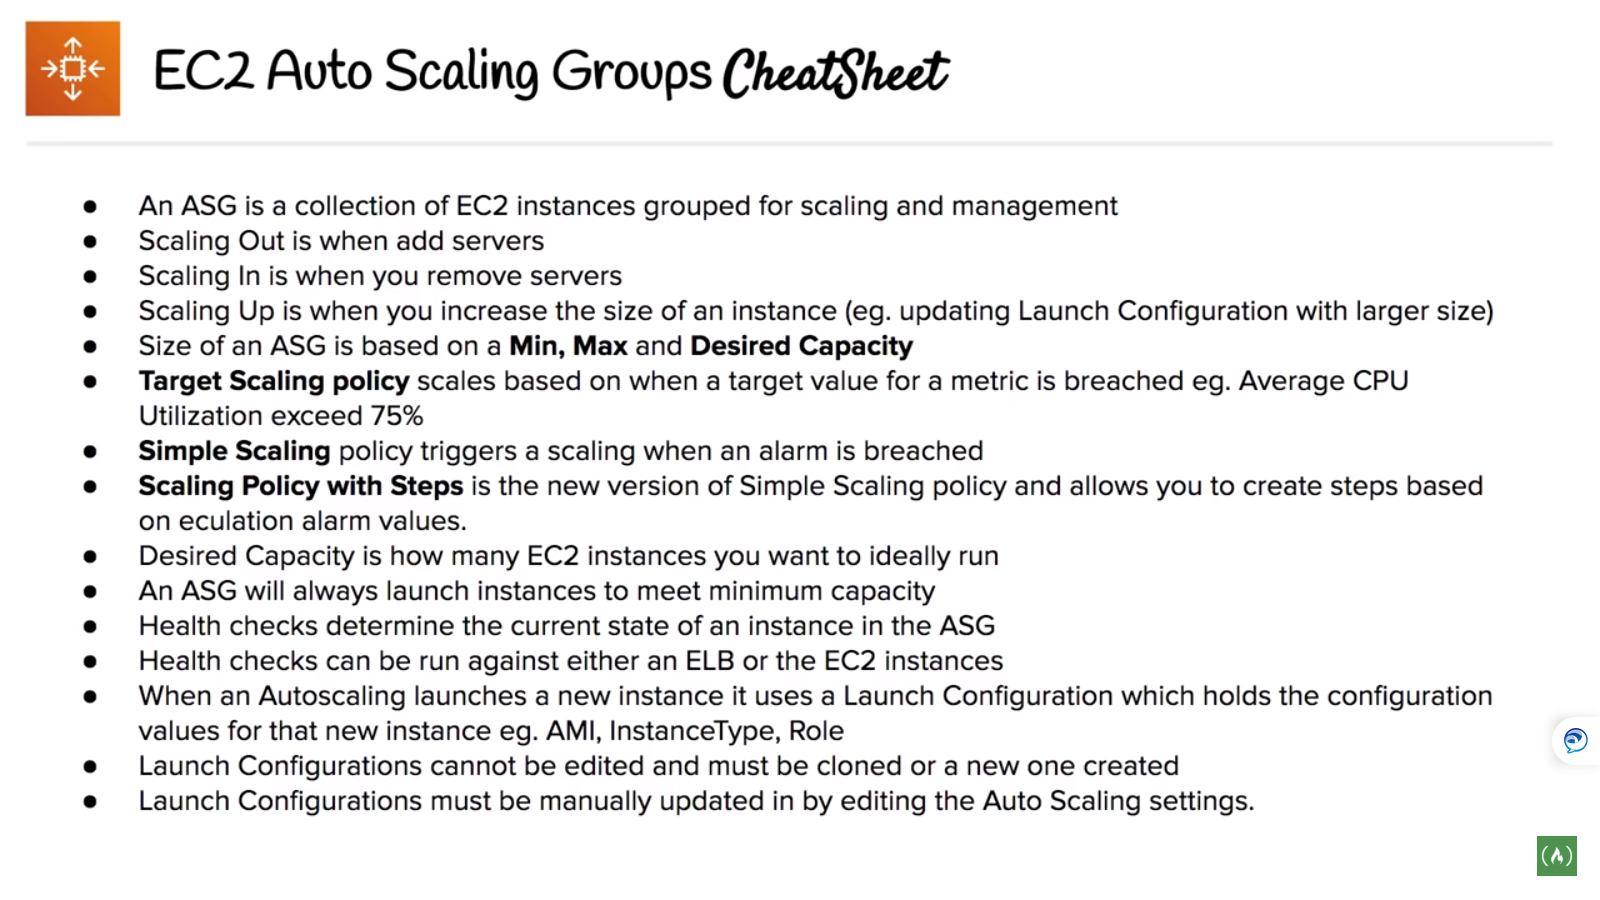 EC2 Auto Scaling Groups CheatSheet
● An ASG is a collection of EC2 instances grouped for scaling and management
● Scaling Out is when add servers
● Scaling In is when you remove servers
● Scaling Up is when you increase the size of an instance (eg. updating Launch Configuration with larger size)
● Size of an ASG is based on a Min, Max and Desired Capacity
● Target Scaling policy scales based on when a target value for a metric is breached eg. Average CPU
Utilization exceed 75%
● Simple Scaling policy triggers a scaling when an alarm is breached
● Scaling Policy with Steps is the new version of Simple Scaling policy and allows you to create steps based
on eculation alarm values.
● Desired Capacity is how many EC2 instances you want to ideally run
● An ASG will always launch instances to meet minimum capacity
● Health checks determine the current state of an instance in the ASG
● Health checks can be run against either an ELB or the EC2 instances
● When an Autoscaling launches a new instance it uses a Launch Configuration which holds the configuration
values for that new instance eg. AMI, InstanceType, Role
● Launch Configurations cannot be edited and must be cloned or a new one created
● Launch Configurations must be manually updated in by editing the Auto Scaling settings.